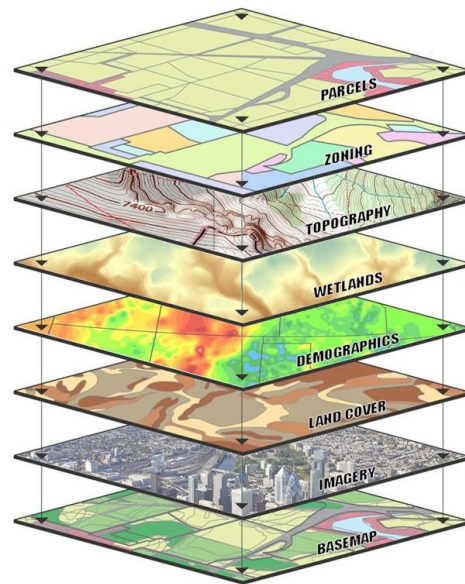 PARCELS
ZONING
7400
TOPOGRAPHY
WETLANDS
DEMOGRAPHICS
LAND COVER
IMAGERY
BASEMAP